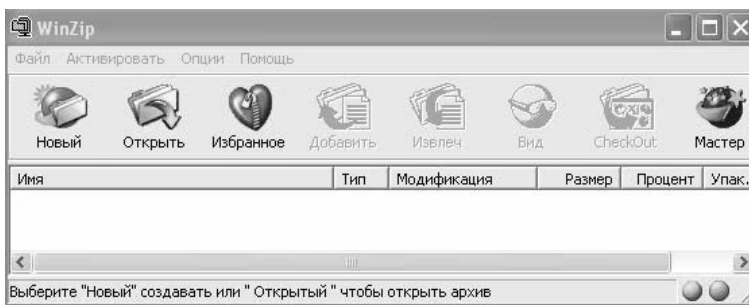 WinZip
Файл Активировать Опции Помощь
Новый Открыть Избранное Добавить Извлеч Вид CheckOut Мастер
Имя Тип Модификация Размер Процент Упак.
Выберите "Новый" создавать или " Открытый " чтобы открыть архив